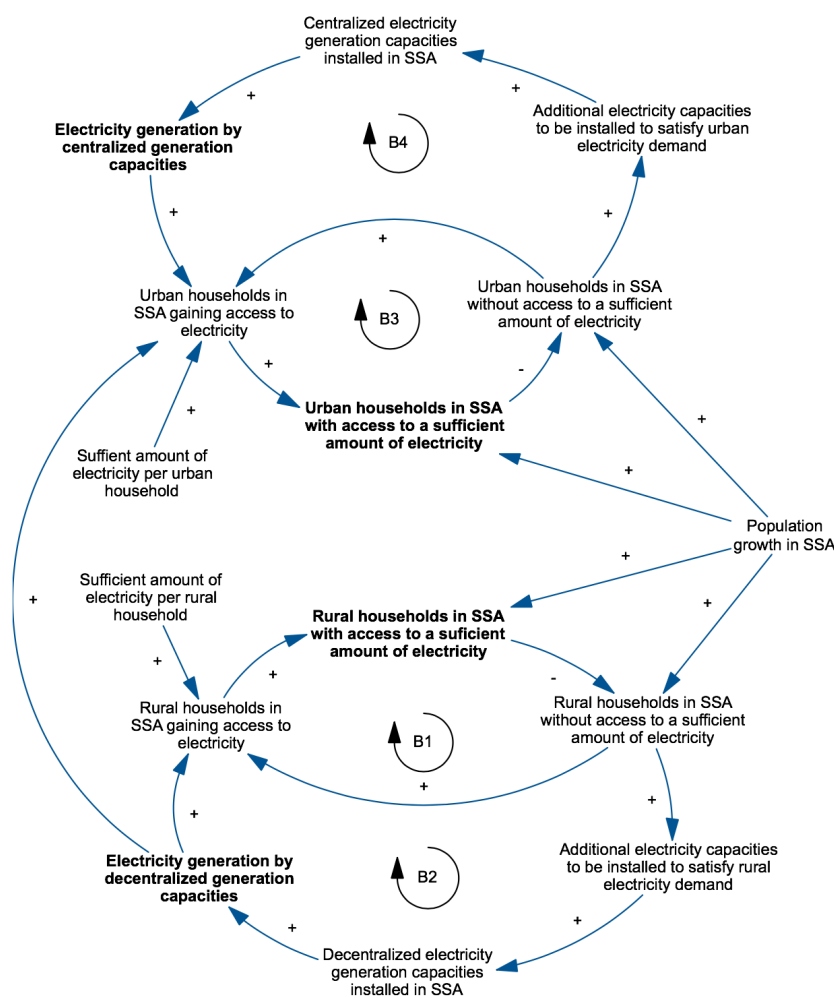 Centralized electricity
generation capacities
installed in SSA
+
+
Additional electricity capacities
to be installed to satisfy urban
electricity demand
Electricity generation by
centralized generation
capacities
B4
+
+
+
Urban households in
SSA gaining access to
electricity
B3
Urban households in SSA
without access to a sufficient
amount of electricity
+
-
Urban households in SSA
with access to a sufficient
amount of electricity
+
+
Suffient amount of
electricity per urban
household
+
Population
growth in SSA
+
Sufficient amount of
electricity per rural
household
+
+
Rural households in SSA
with access to a suficient
amount of electricity
+
+
-
Rural households in
SSA gaining access to
electricity
B1
Rural households in SSA
without access to a sufficient
amount of electricity
+
+
+
Electricity generation by
decentralized generation
capacities
B2
Additional electricity capacities
to be installed to satisfy rural
electricity demand
+
+
Decentralized electricity
generation capacities
installed in SSA